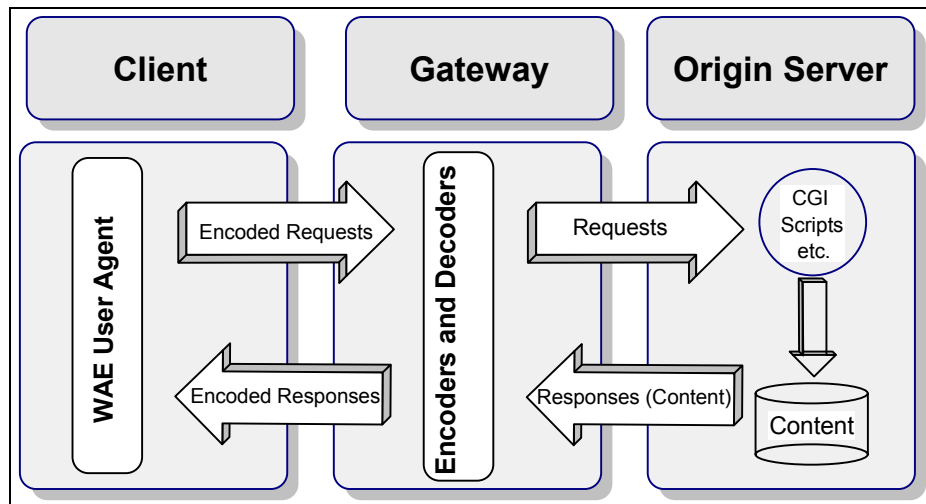 Client
Gateway
Origin Server
WAE User Agent
Encoded Requests
Encoders and Decoders
Requests
CGI
Scripts
etc.
Encoded Responses
Responses (Content)
Content